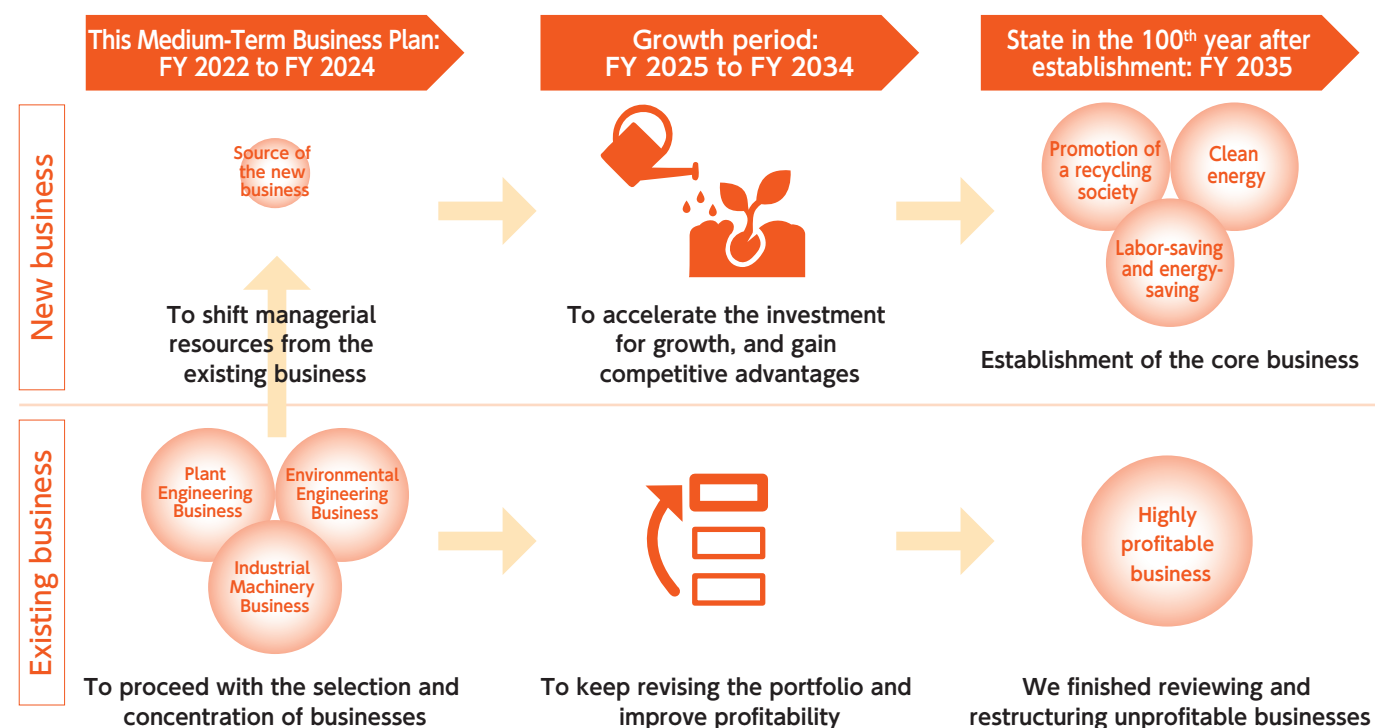 This Medium-Term Business Plan:
FY 2022 to FY 2024
Growth period:
FY 2025 to FY 2034
State in the 100th year after
establishment: FY 2035
New business
Source of
the new
business
To shift managerial
resources from the
existing business
To accelerate the investment
for growth, and gain
competitive advantages
Promotion of
a recycling
society
Clean
energy
Labor-saving
and energy-
saving
Establishment of the core business
Existing business
Plant
Engineering
Business
Environmental
Engineering
Business
Industrial
Machinery
Business
To proceed with the selection and
concentration of businesses
To keep revising the portfolio and
improve profitability
Highly
profitable
business
We finished reviewing and
restructuring unprofitable businesses